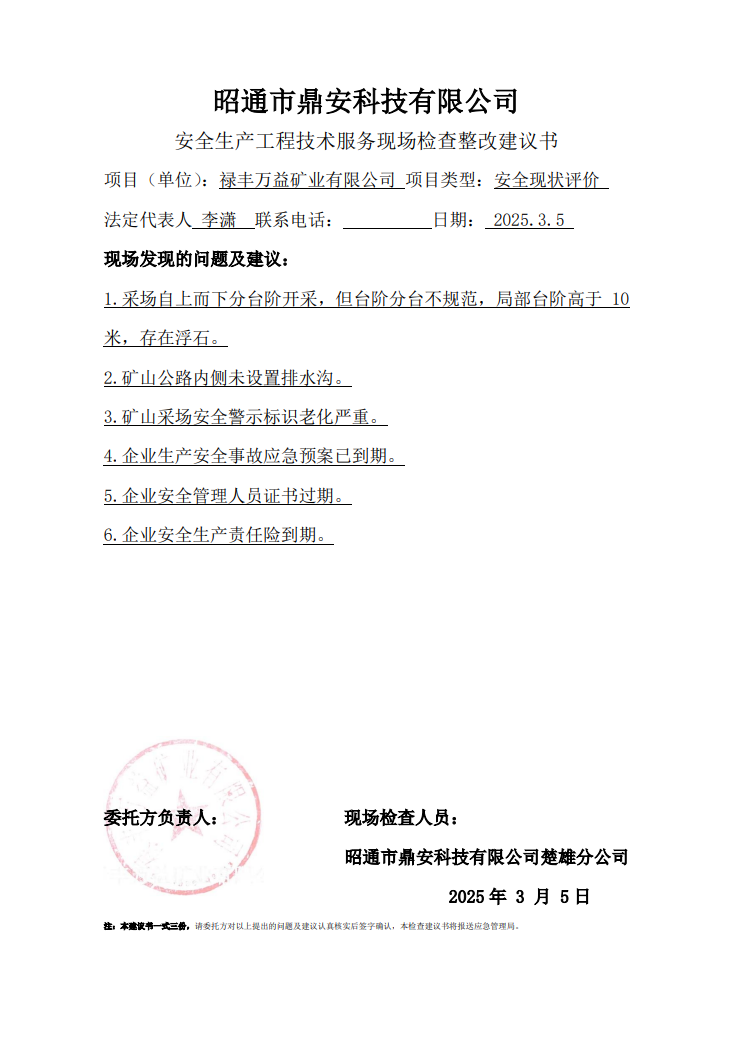 昭通市鼎安科技有限公司
安全生产工程技术服务现场检查整改建议书
项目（单位）：禄丰万益矿业有限公司 项目类型：安全现状评价
法定代表人 李潇 联系电话： 日期： 2025.3.5
现场发现的问题及建议：
1.采场自上而下分台阶开采，但台阶分台不规范，局部台阶高于 10
米，存在浮石。
2.矿山公路内侧未设置排水沟。
3.矿山采场安全警示标识老化严重。
4.企业生产安全事故应急预案已到期。
5.企业安全管理人员证书过期。
6.企业安全生产责任险到期。
益矿业有限公司
委托方负责人： 现场检查人员：
昭通市鼎安科技有限公司楚雄分公司
2025 年 3 月 5 日
注：本建议书一式三份，请委托方对以上提出的问题及建议认真核实后签字确认，本检查建议书将报送应急管理局。